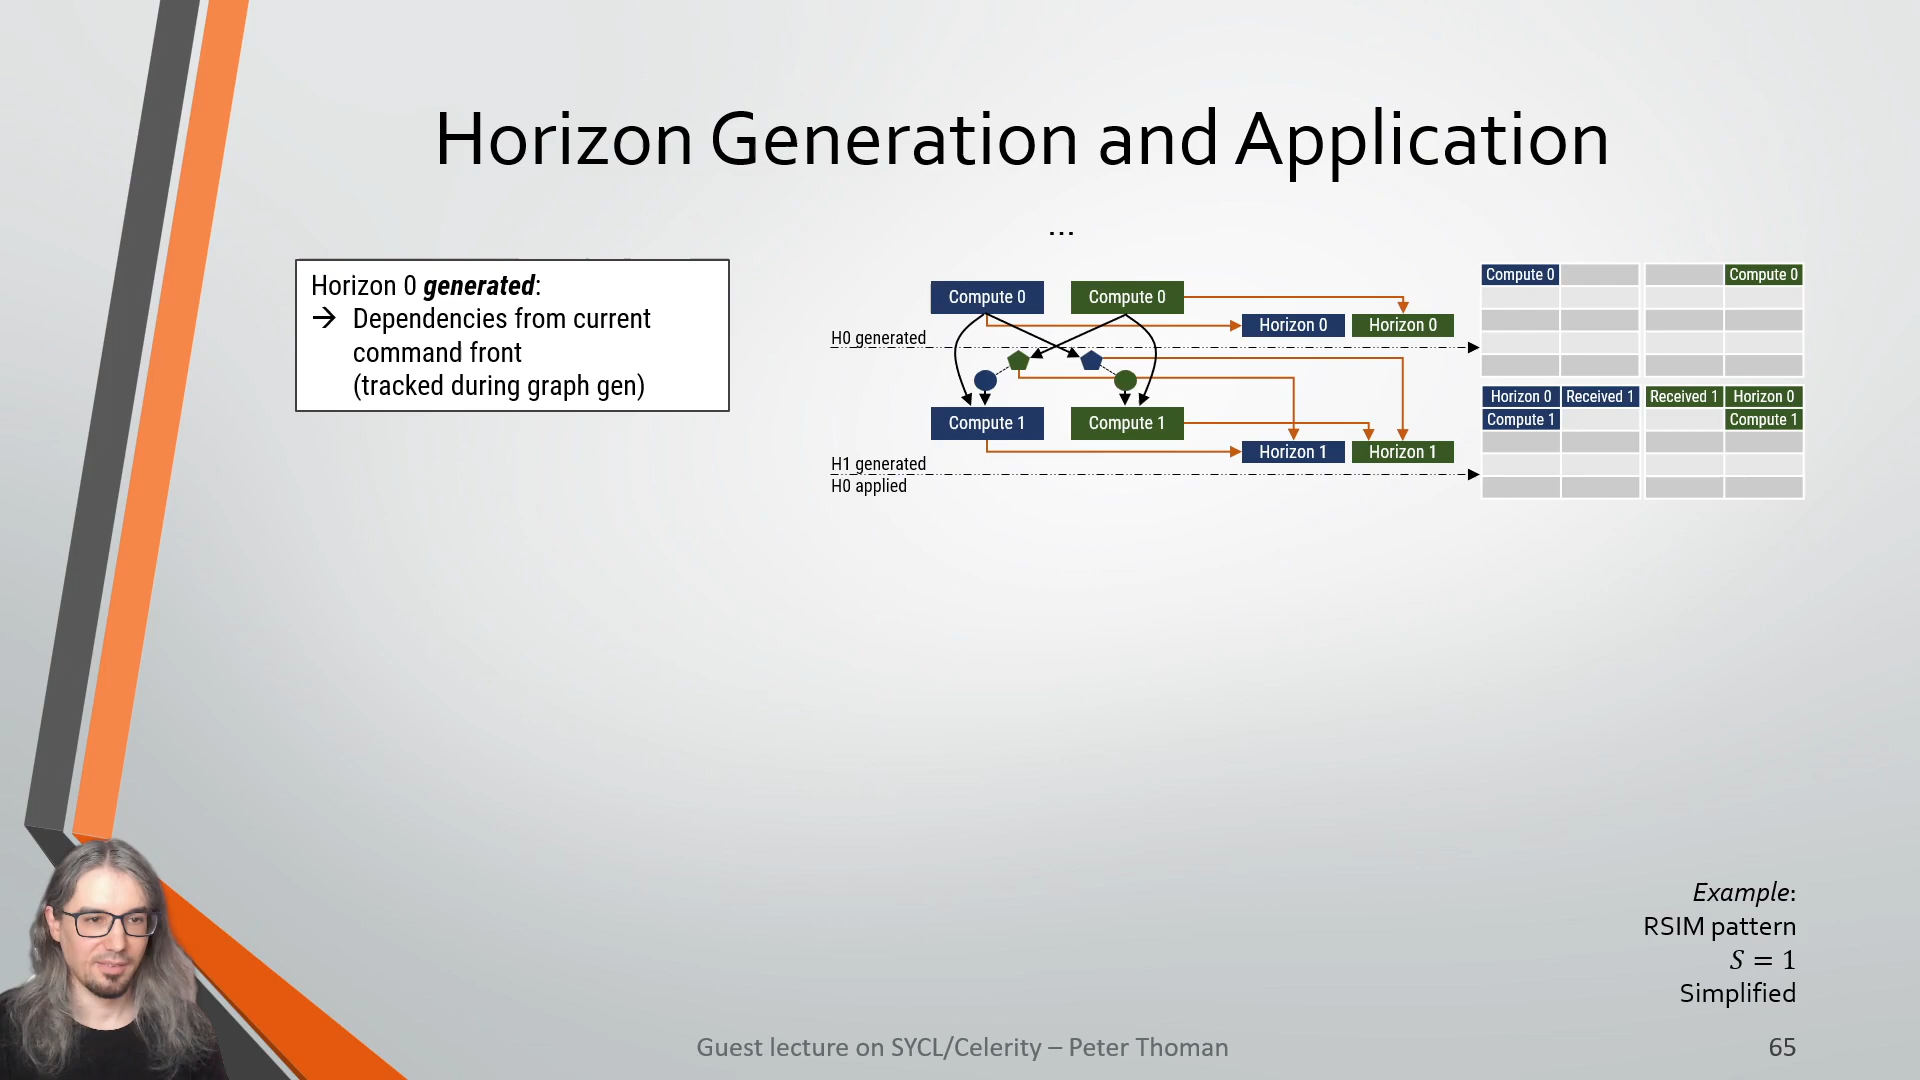 Horizon Generation and Application
...
Horizon 0 generated:
→ Dependencies from current
command front
(tracked during graph gen)
Compute 0
Compute 0
Horizon 0
Horizon 0
H0 generated
Compute 1
Compute 1
Horizon 1
Horizon 1
H1 generated
H0 applied
Compute 0
Compute 0
Horizon 0 Received 1 Received 1 Horizon 0
Compute 1
Compute 1
Example:
RSIM pattern
S = 1
Simplified
Guest lecture on SYCL/Celerity – Peter Thoman
65